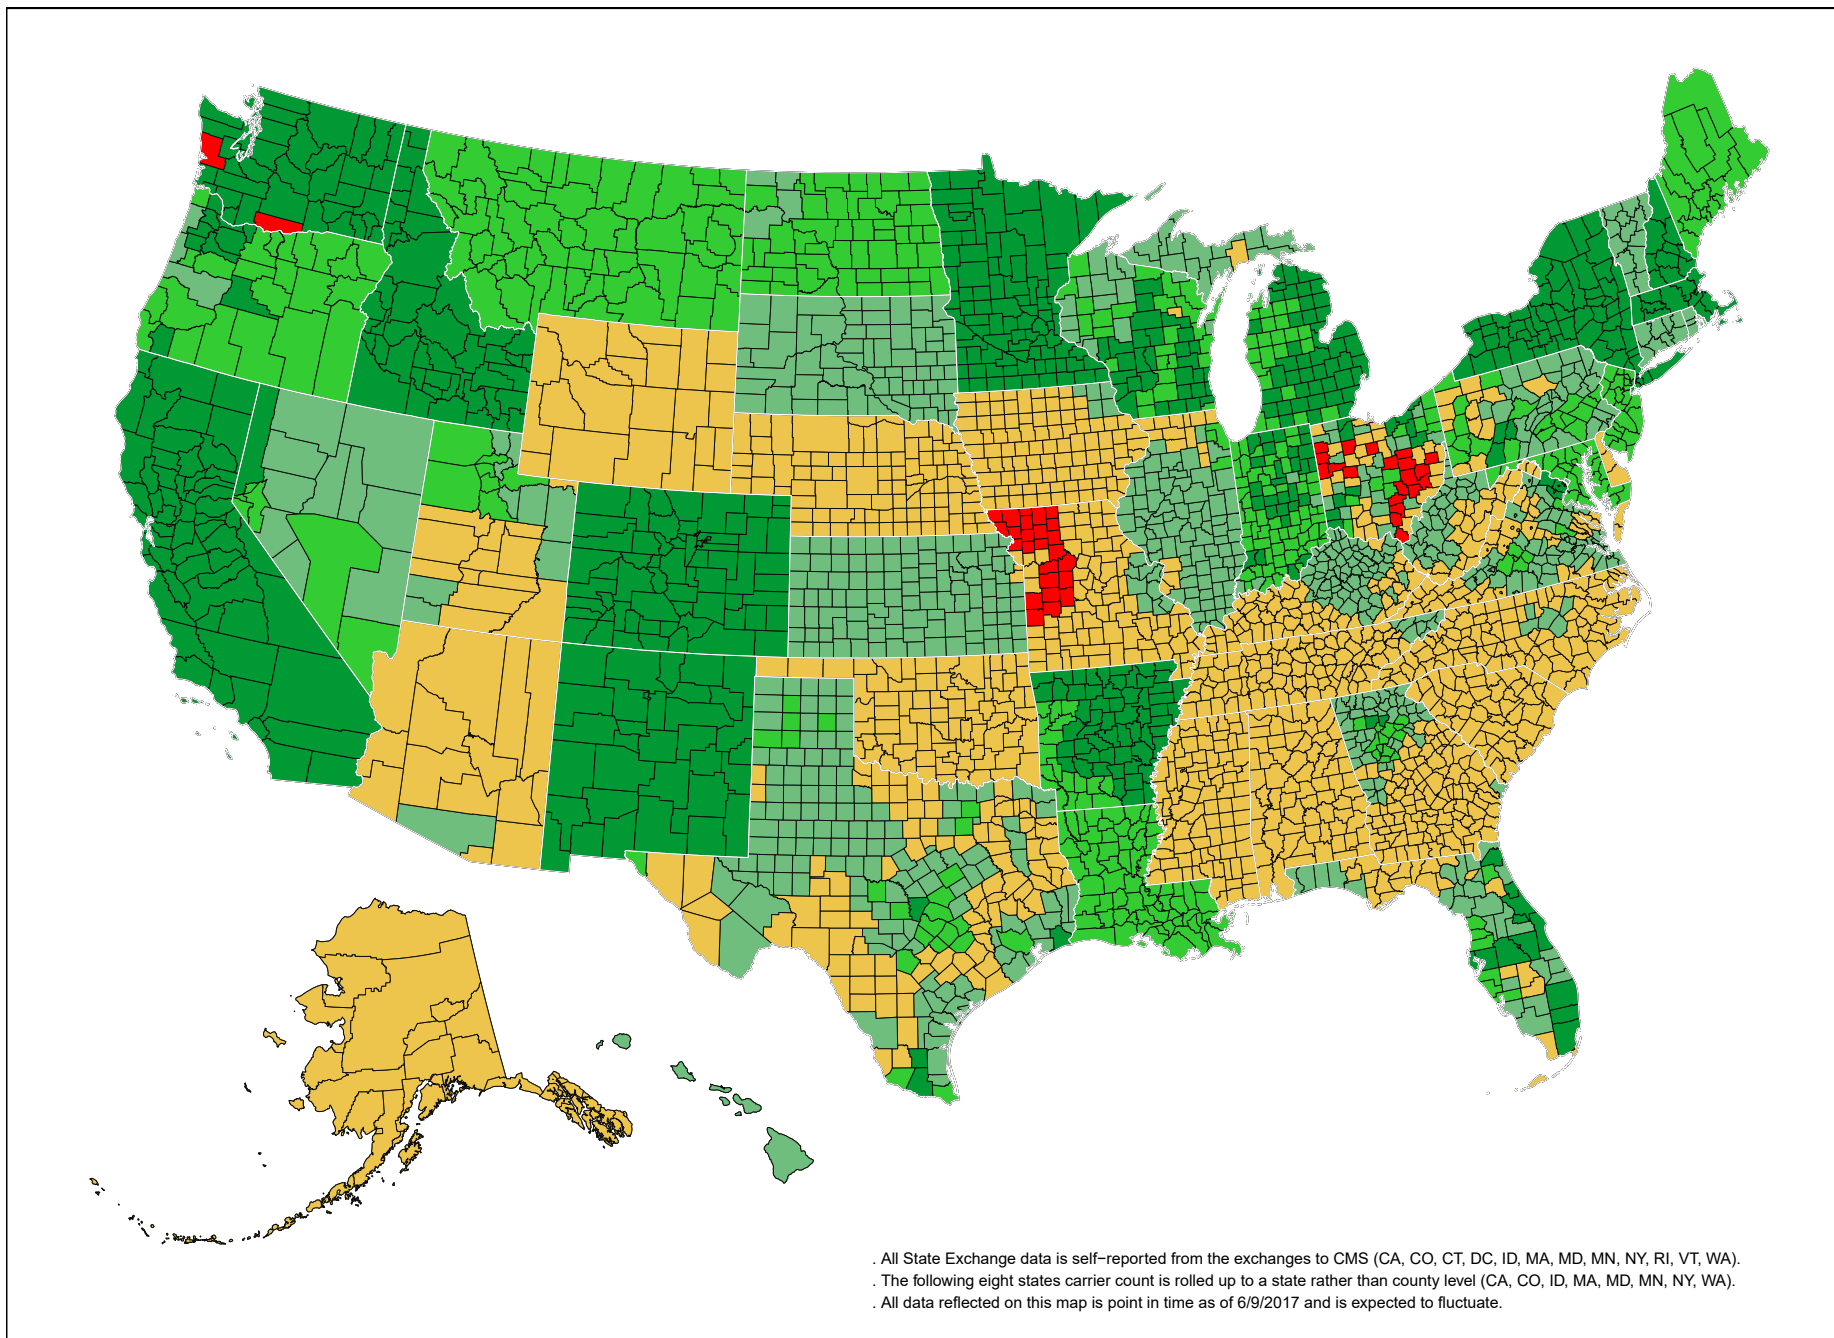 . All State Exchange data is self−reported from the exchanges to CMS (CA, CO, CT, DC, ID, MA, MD, MN, NY, RI, VT, WA).
. The following eight states carrier count is rolled up to a state rather than county level (CA, CO, ID, MA, MD, MN, NY, WA).
. All data reflected on this map is point in time as of 6/9/2017 and is expected to fluctuate.